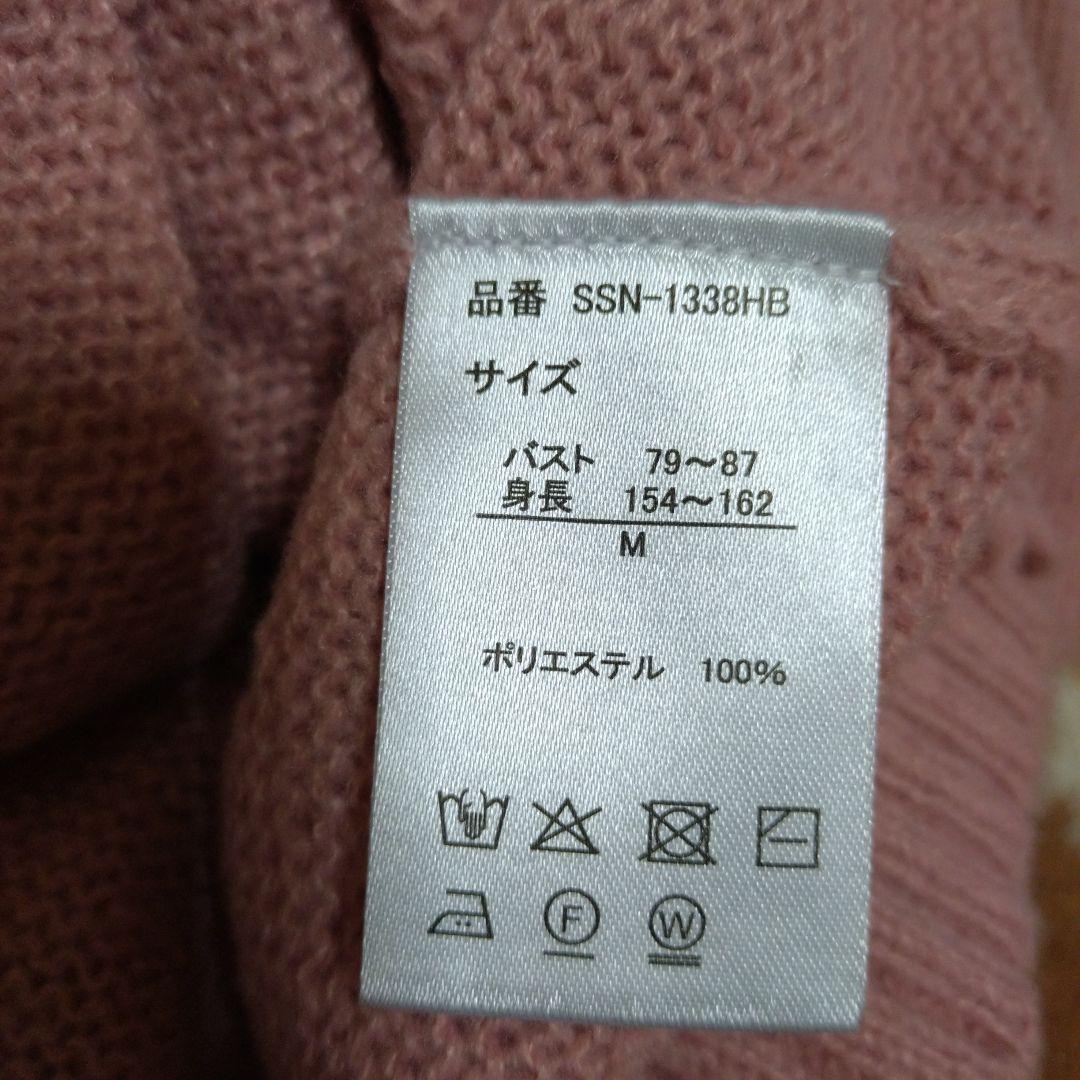 品番 SSN-1338HB
サイズ
バスト 79～87
身長 154～162
M
ポリエステル 100%
F
W